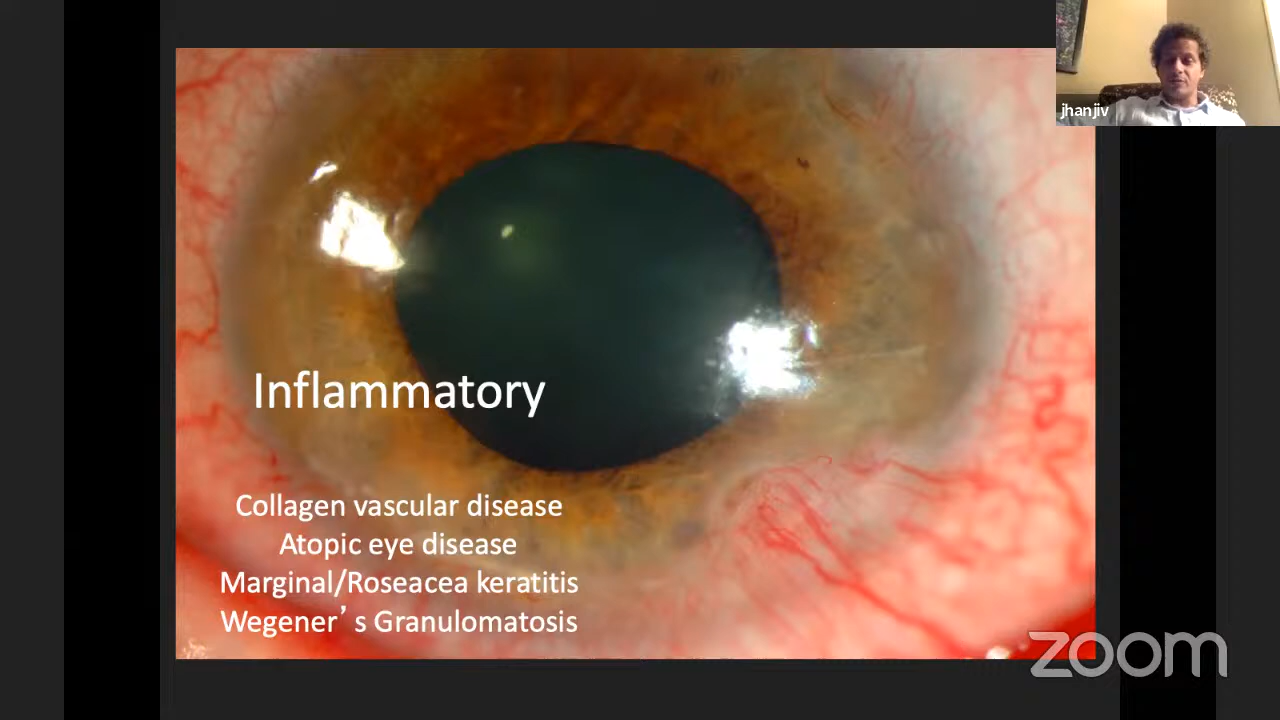 jhanjiv
Inflammatory
Collagen vascular disease
Atopic eye disease
Marginal/Roseacea keratitis
Wegener’s Granulomatosis
zoom